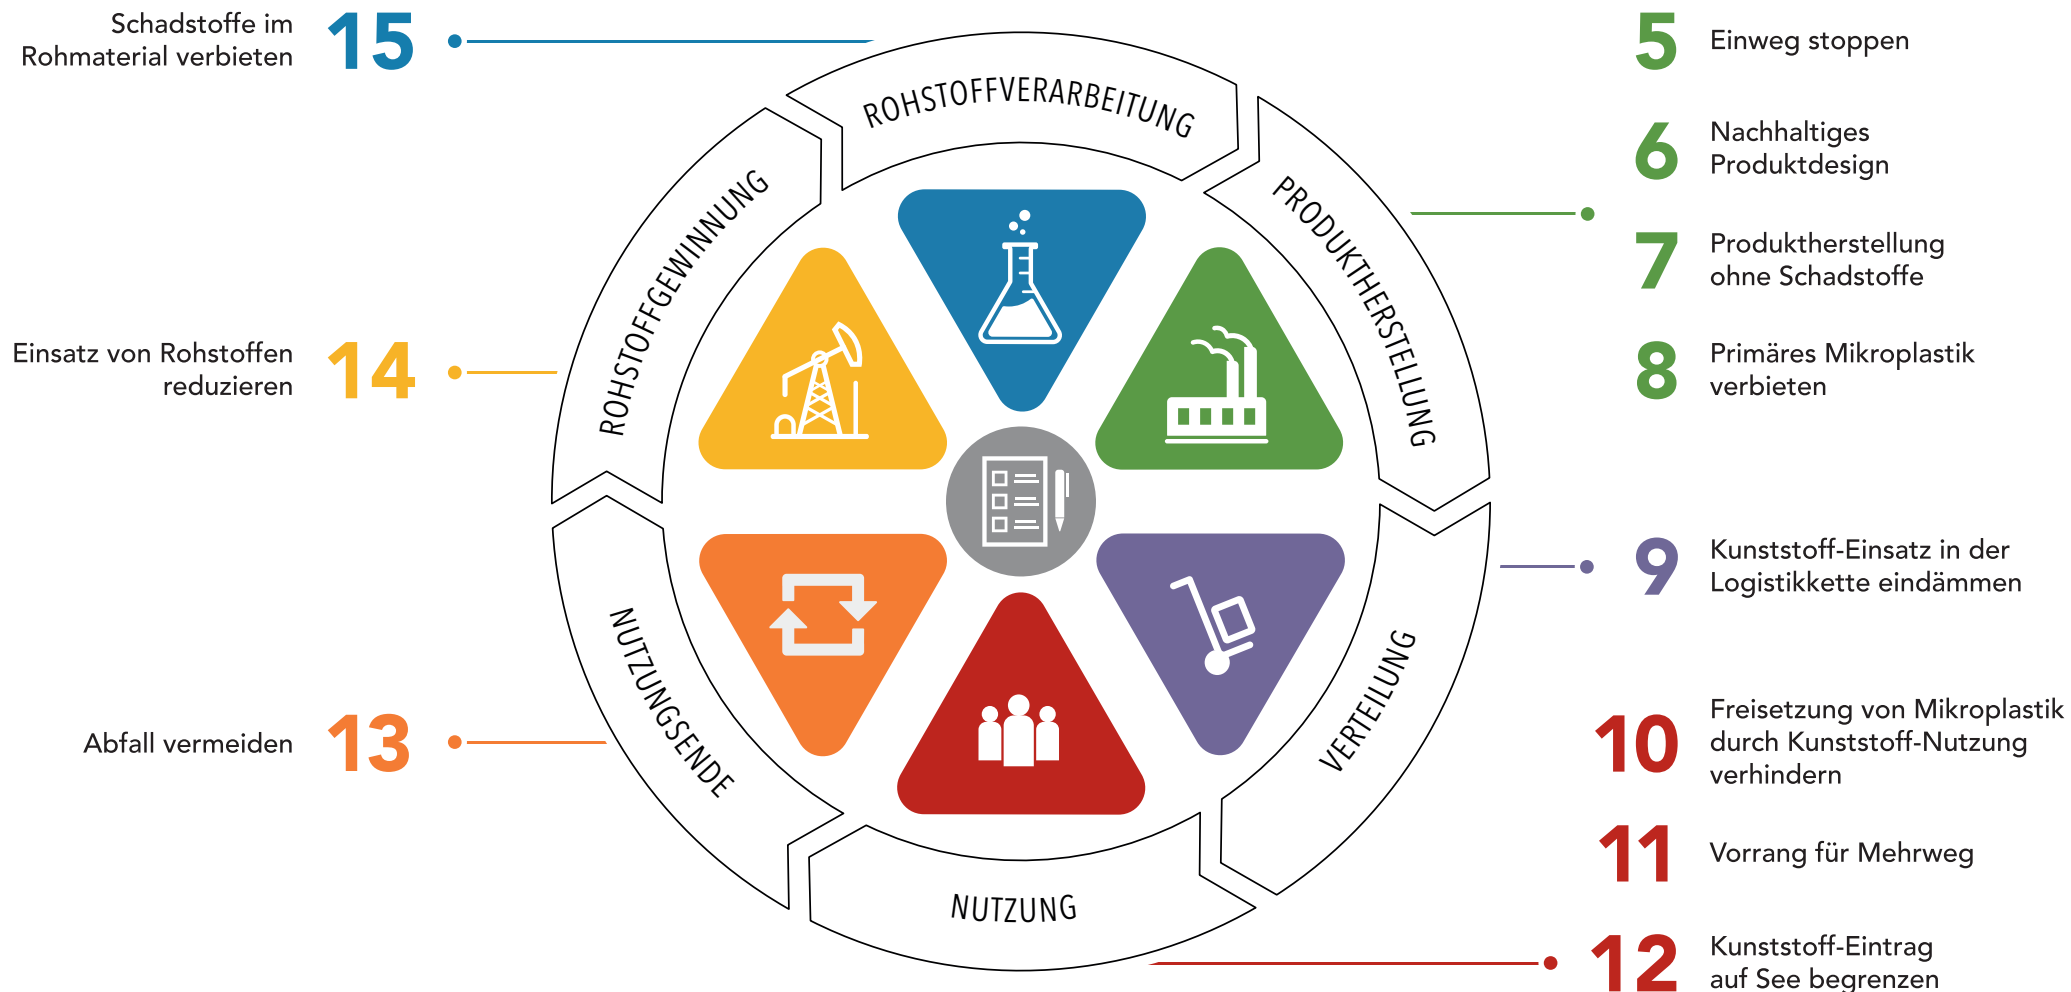 Schadstoffe im
Rohmaterial verbieten
15
Einsatz von Rohstoffen
reduzieren
14
Abfall vermeiden
13
ROHSTOFFVERARBEITUNG
PRODUKTHERSTELLUNG
VERTEILUNG
NUTZUNG
NUTZUNGSENDE
ROHSTOFFGEWINNUNG
5
Einweg stoppen
6
Nachhaltiges
Produktdesign
7
Produktherstellung
ohne Schadstoffe
8
Primäres Mikroplastik
verbieten
9
Kunststoff-Einsatz in der
Logistikkette eindämmen
10
Freisetzung von Mikroplastik
durch Kunststoff-Nutzung
verhindern
11
Vorrang für Mehrweg
12
Kunststoff-Eintrag
auf See begrenzen